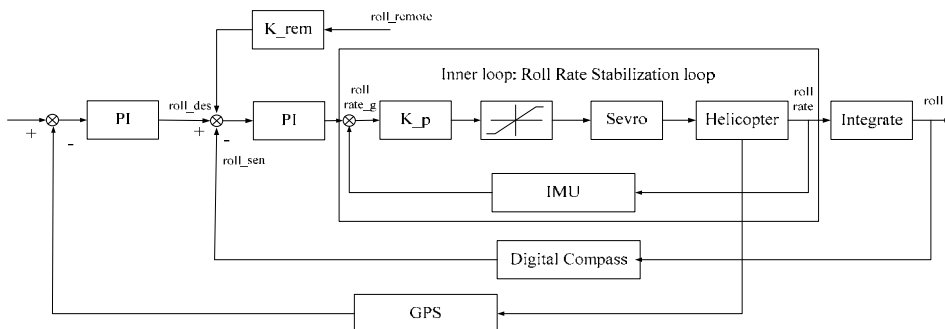 roll_remote
K_rem
Inner loop: Roll Rate Stabilization loop
roll_des
roll
rate_g
roll
rate
roll
+
-
PI
+
-
PI
K_p
Sevro
Helicopter
Integrate
roll_sen
IMU
Digital Compass
GPS